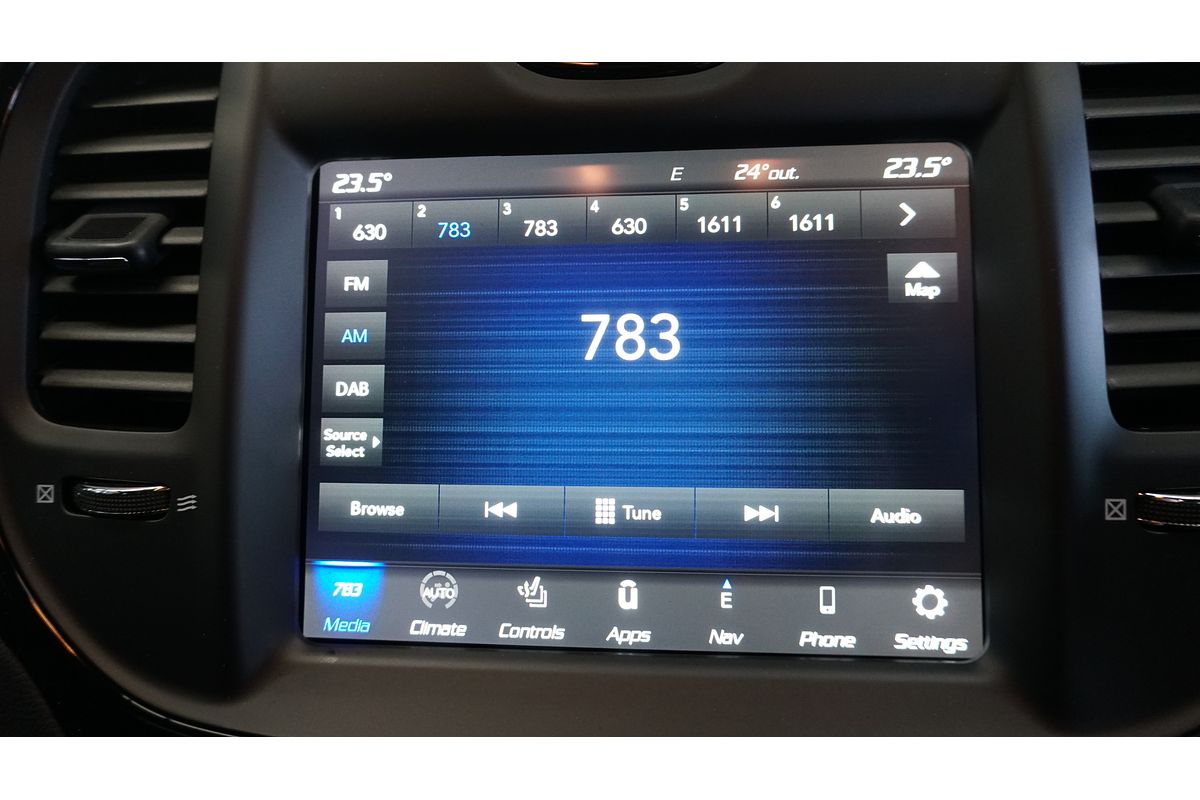 23.5° E 24°out. 23.5°
1 630 2 783 3 783 4 630 5 1611 6 1611
FM
Map
783
AM
DAB
Source
Select
Browse Tune Audio
783 AUTO E
Media Climate Controls Apps Nav Phone Settings